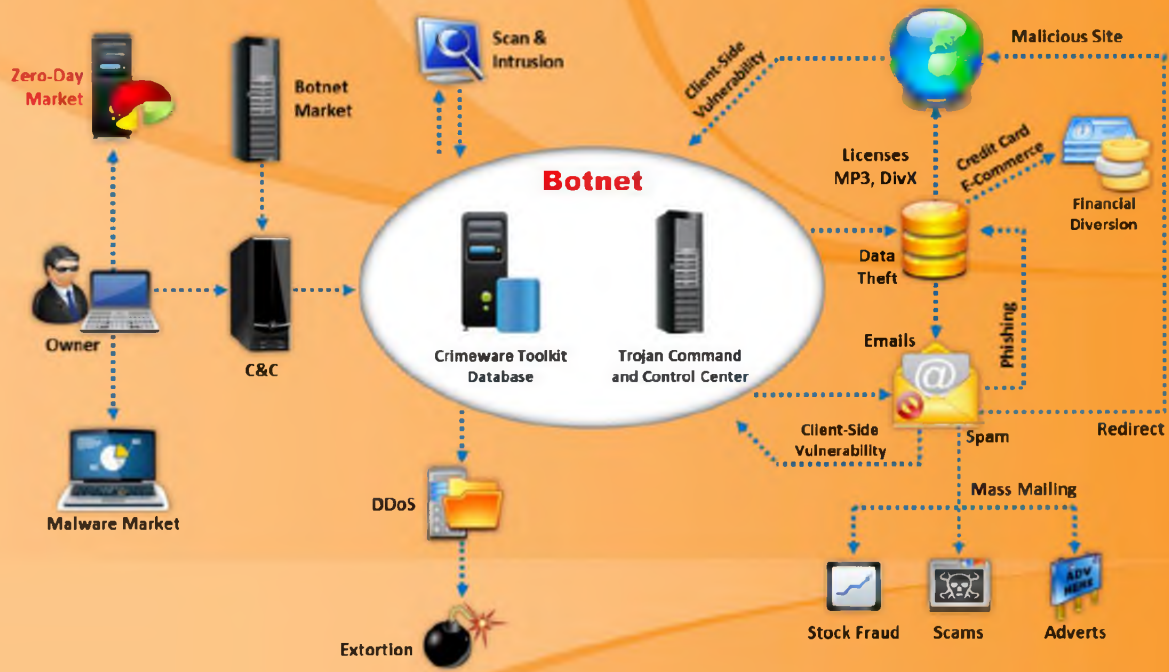 Zero-Day
Market
Botnet
Market
Scan &
Intrusion
Client-Side
Vulnerability
Malicious Site
Licenses
MP3, DivX
Credit Card
E-Commerce
Financial
Diversion
Botnet
Crimeware Toolkit
Database
Trojan Command
and Control Center
Data
Theft
Owner
C&C
Emails
@
Phishing
Malware Market
Client-Side
Vulnerability
Spam
Redirect
DDoS
Mass Mailing
ADV
HERE
Stock Fraud
Scams
Adverts
Extortion